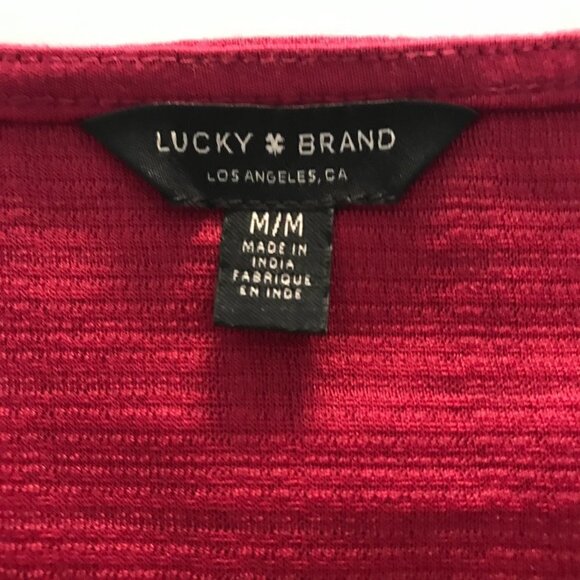 LUCKY BRAND
LOS ANGELES, CA
M/M
MADE IN
INDIA
FABRIQUE
EN INDE